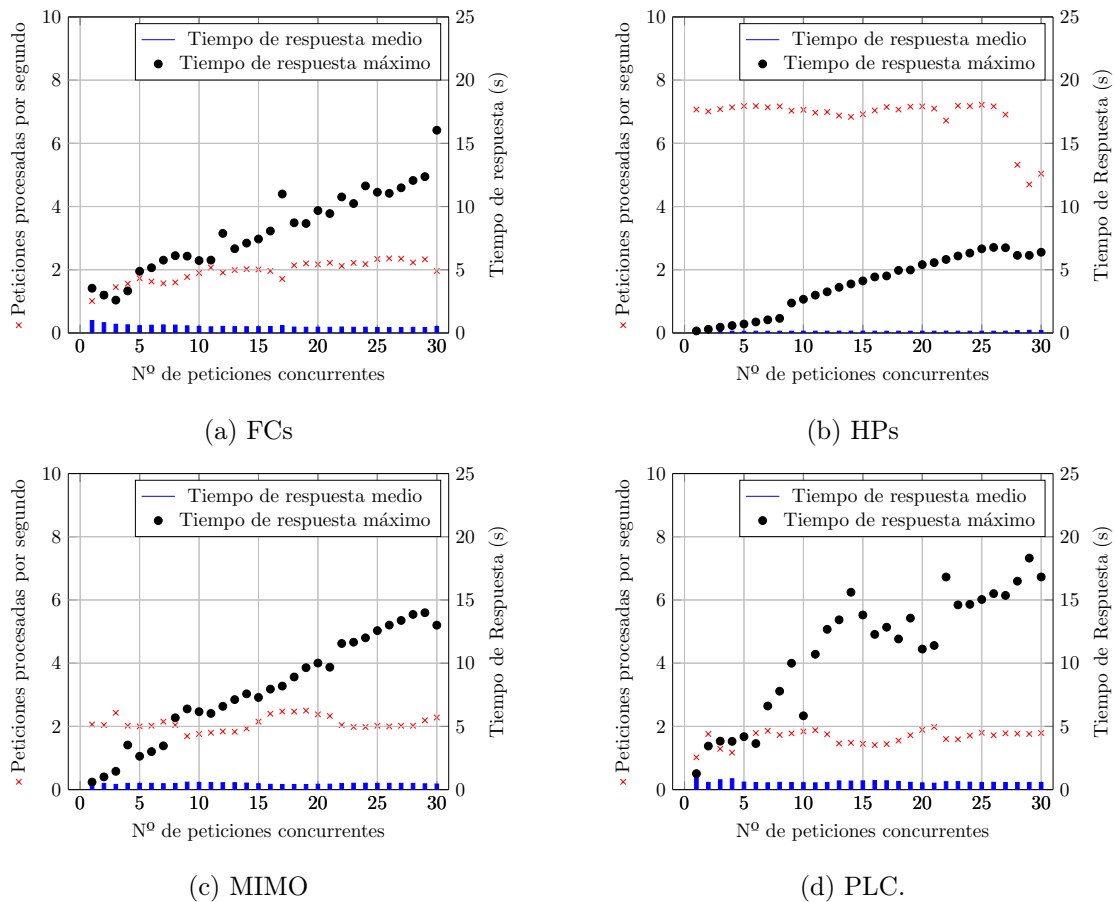 Tiempo de respuesta medio
Tiempo de respuesta máximo
× Peticiones procesadas por segundo
0 2 4 6 8 10
Tiempo de respuesta (s)
0 5 10 15 20 25
0 5 10 15 20 25 30
Nº de peticiones concurrentes
(a) FCs
Tiempo de respuesta medio
Tiempo de respuesta máximo
× Peticiones procesadas por segundo
0 2 4 6 8 10
Tiempo de Respuesta (s)
0 5 10 15 20 25
0 5 10 15 20 25 30
Nº de peticiones concurrentes
(b) HPs
Tiempo de respuesta medio
Tiempo de respuesta máximo
× Peticiones procesadas por segundo
0 2 4 6 8 10
Tiempo de Respuesta (s)
0 5 10 15 20 25
0 5 10 15 20 25 30
Nº de peticiones concurrentes
(c) MIMO
Tiempo de respuesta medio
Tiempo de respuesta máximo
× Peticiones procesadas por segundo
0 2 4 6 8 10
Tiempo de Respuesta (s)
0 5 10 15 20 25
0 5 10 15 20 25 30
Nº de peticiones concurrentes
(d) PLC.